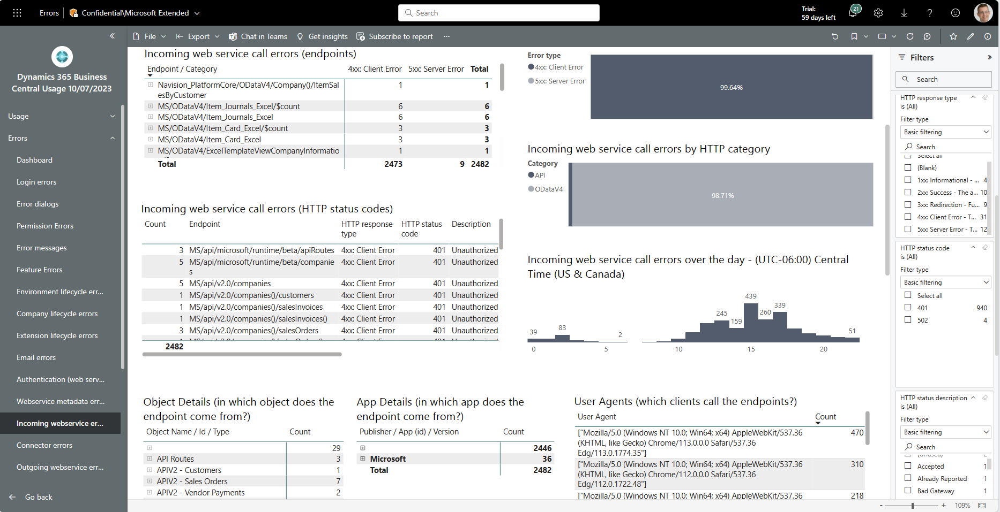 Errors
Confidential\Microsoft Extended
Search
Trial:
59 days left
21
File
Export
Chat in Teams
Get insights
Subscribe to report
Dynamics 365 Business
Central Usage 10/07/2023
Usage
Errors
Dashboard
Login errors
Error dialogs
Permission Errors
Error messages
Feature Errors
Environment lifecycle err...
Company lifecycle errors
Extension lifecycle errors
Email errors
Authentication (web serv...
Webservice metadata err...
Incoming webservice er...
Connector errors
Outgoing webservice err...
Go back
Incoming web service call errors (endpoints)
Endpoint / Category 4xx: Client Error 5xx: Server Error Total
Navision_PlatformCore/ODataV4/Company()/ItemSal 1 1
esByCustomer
MS/ODataV4/Item_Journals_Excel/$count 6 6
MS/ODataV4/Item_Journals_Excel 6 6
MS/ODataV4/Item_Card_Excel/$count 3 3
MS/ODataV4/Item_Card_Excel 3 3
MS/ODataV4/ExcelTemplateViewCompanyInformatio 1 1
Total 2473 9 2482
Incoming web service call errors (HTTP status codes)
Count Endpoint HTTP response HTTP status Description
type code
3 MS/api/microsoft/runtime/beta/apiRoutes 4xx: Client Error 401 Unauthorized
5 MS/api/microsoft/runtime/beta/companie 4xx: Client Error 401 Unauthorized
s
5 MS/api/v2.0/companies 4xx: Client Error 401 Unauthorized
1 MS/api/v2.0/companies()/customers 4xx: Client Error 401 Unauthorized
1 MS/api/v2.0/companies()/salesInvoices 4xx: Client Error 401 Unauthorized
1 MS/api/v2.0/companies()/salesInvoices() 4xx: Client Error 401 Unauthorized
3 MS/api/v2.0/companies()/salesOrders 4xx: Client Error 401 Unauthorized
2482
Error type
4xx: Client Error
5xx: Server Error
99.64%
Incoming web service call errors by HTTP category
Category
API
ODataV4
98.71%
Incoming web service call errors over the day - (UTC-06:00) Central
Time (US & Canada)
39 83 2 245 159 439 260 339 51
0 5 10 15 20
Object Details (in which object does the
endpoint come from?)
Object Name / Id / Type Count
29
API Routes 3
APIV2 - Customers 1
APIV2 - Sales Orders 7
APIV2 - Vendor Payments 2
App Details (in which app does the
endpoint come from?)
Publisher / App (id) / Version Count
2446
Microsoft 36
Total 2482
User Agents (which clients call the endpoints?)
User Agent Count
["Mozilla/5.0 (Windows NT 10.0; Win64; x64) AppleWebKit/537.36 470
(KHTML, like Gecko) Chrome/113.0.0.0 Safari/537.36
Edg/113.0.1774.35"]
["Mozilla/5.0 (Windows NT 10.0; Win64; x64) AppleWebKit/537.36 310
(KHTML, like Gecko) Chrome/112.0.0.0 Safari/537.36
Edg/112.0.1722.48"]
["Mozilla/5.0 (Windows NT 10.0; Win64; x64) AppleWebKit/537.36 218
Filters
Search
HTTP response type
is (All)
Filter type
Basic filtering
Search
Select all
(Blank)
1xx: Informational - ... 4
2xx: Success - The a... 10
3xx: Redirection - Fu... 9
4xx: Client Error - T... 31
5xx: Server Error - T... 12
HTTP status code
is (All)
Filter type
Basic filtering
Select all
401 940
502 4
HTTP status description
is (All)
Filter type
Basic filtering
Search
(Unused)
Accepted 1
Already Reported 1
Bad Gateway 1
- + 109%